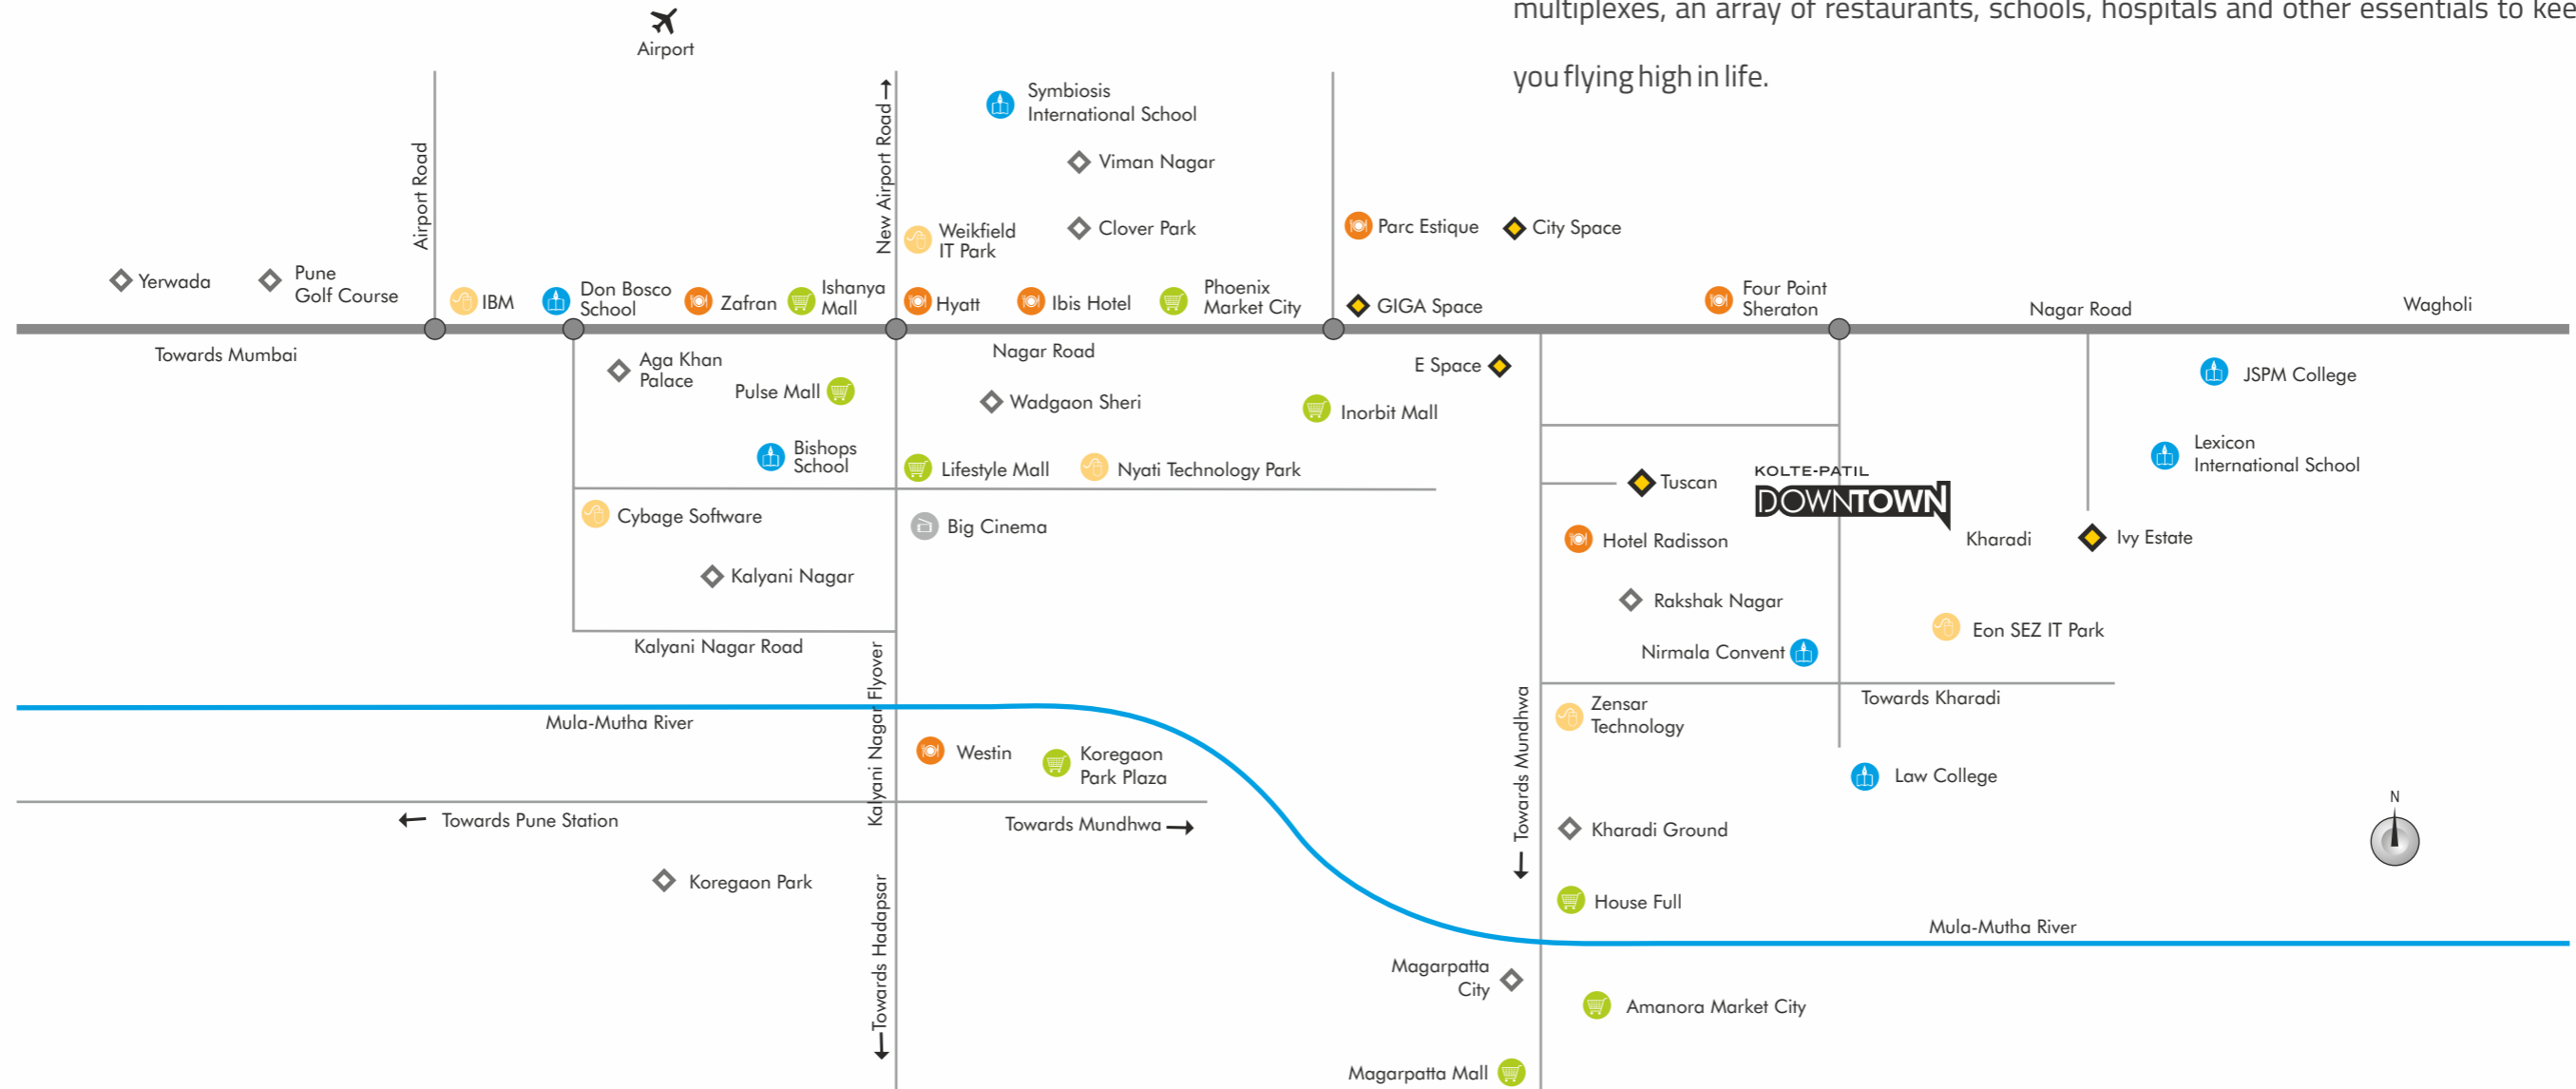 multiplexes, an array of restaurants, schools, hospitals and other essentials to kee
you flying high in life.
Airport
Airport Road
New Airport Road
Symbiosis
International School
Viman Nagar
Clover Park
Weikfield
IT Park
Parc Estique
City Space
Yerwada
Pune
Golf Course
IBM
Don Bosco
School
Zafran
Ishanya
Mall
Hyatt
Ibis Hotel
Phoenix
Market City
GIGA Space
Four Point
Sheraton
Nagar Road
Wagholi
Towards Mumbai
Nagar Road
Aga Khan
Palace
Pulse Mall
Wadgaon Sheri
E Space
Inorbit Mall
JSPM College
Bishops
School
Lifestyle Mall
Nyati Technology Park
Lexicon
International School
Tuscan
KOLTE-PATIL
DOWNTOWN
Cybage Software
Big Cinema
Hotel Radisson
Kharadi
Ivy Estate
Kalyani Nagar
Rakshak Nagar
Eon SEZ IT Park
Kalyani Nagar Road
Nirmala Convent
Kalyani Nagar Flyover
Towards Kharadi
Mula-Mutha River
Zensar
Technology
Towards Mundhwa
Westin
Koregaon
Park Plaza
Law College
N
Towards Pune Station
Towards Mundhwa
Kharadi Ground
Koregaon Park
House Full
Towards Hadapsar
Mula-Mutha River
Magarpatta
City
Amanora Market City
Magarpatta Mall